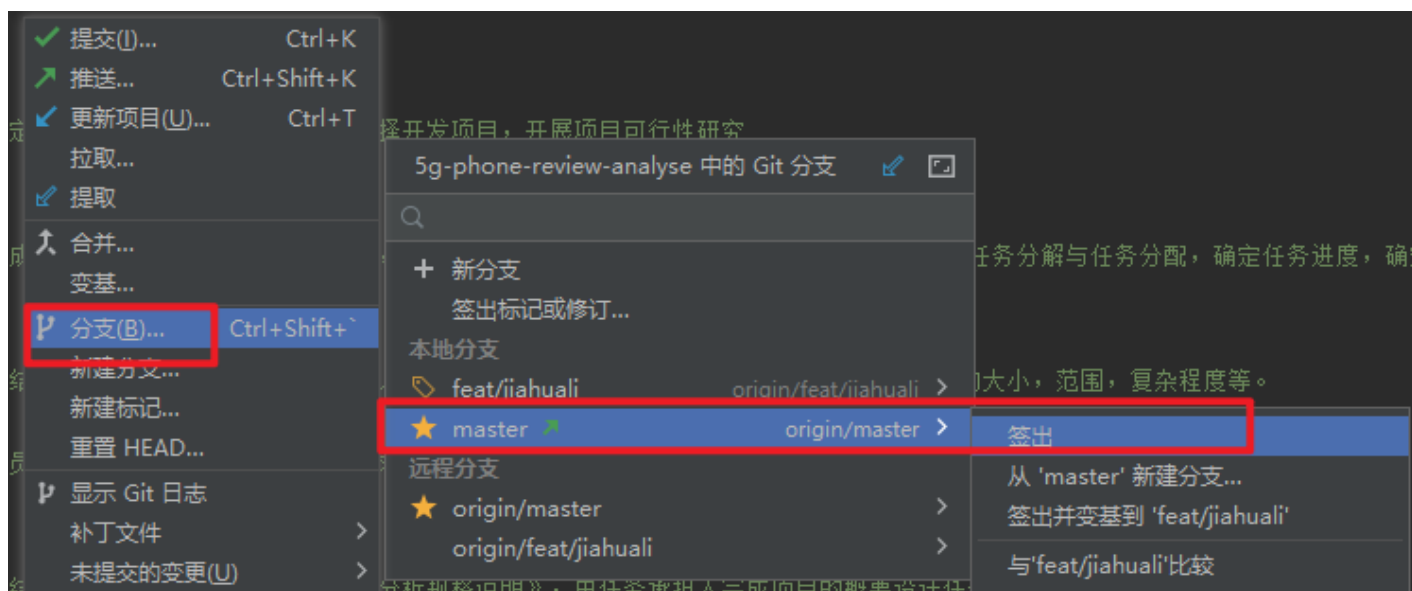 提交(I)... Ctrl+K
推送... Ctrl+Shift+K
更新项目(U)... Ctrl+T
拉取...
提取
合并...
变基...
分支(B)... Ctrl+Shift+`
新建分支...
新建标记...
重置 HEAD...
显示 Git 日志
补丁文件
未提交的变更(U)
择开发项目，开展项目可行性研究
5g-phone-review-analyse 中的 Git 分支
新分支
签出标记或修订...
本地分支
feat/jiahuali origin/feat/jiahuali
master origin/master
远程分支
origin/master
origin/feat/jiahuali
任务分解与任务分配，确定任务进度，确
大小，范围，复杂程度等。
签出
从 'master' 新建分支...
签出并变基到 'feat/jiahuali'
与'feat/jiahuali'比较